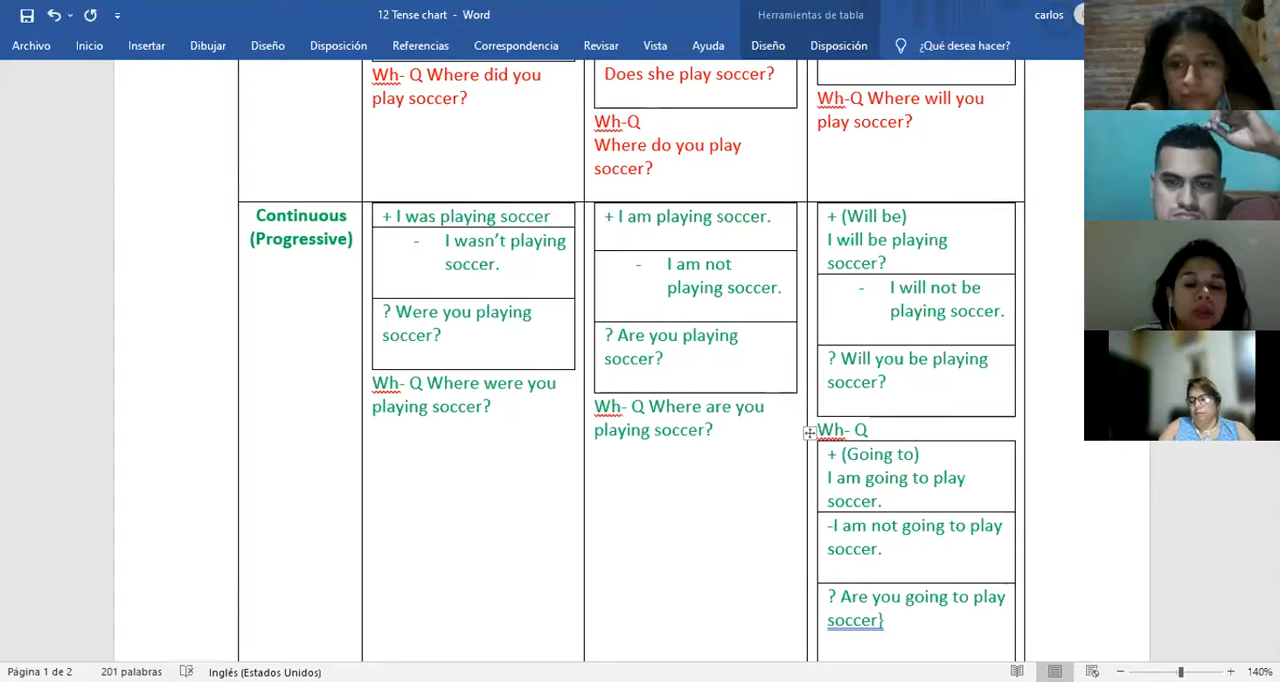 12 Tense chart - Word
Herramientas de tabla
carlos
Archivo Inicio Insertar Dibujar Diseño Disposición Referencias Correspondencia Revisar Vista Ayuda Diseño Disposición ¿Qué desea hacer?
Wh- Q Where did you
play soccer?
Does she play soccer?
Wh-Q
Where do you play
soccer?
Wh-Q Where will you
play soccer?
Continuous
(Progressive)
+ I was playing soccer
- I wasn't playing
soccer.
? Were you playing
soccer?
Wh- Q Where were you
playing soccer?
+ I am playing soccer.
- I am not
playing soccer.
? Are you playing
soccer?
Wh- Q Where are you
playing soccer?
+ (Will be)
I will be playing
soccer?
- I will not be
playing soccer.
? Will you be playing
soccer?
Wh- Q
+ (Going to)
I am going to play
soccer.
-I am not going to play
soccer.
? Are you going to play
soccer}
Página 1 de 2 201 palabras Inglés (Estados Unidos) 140%